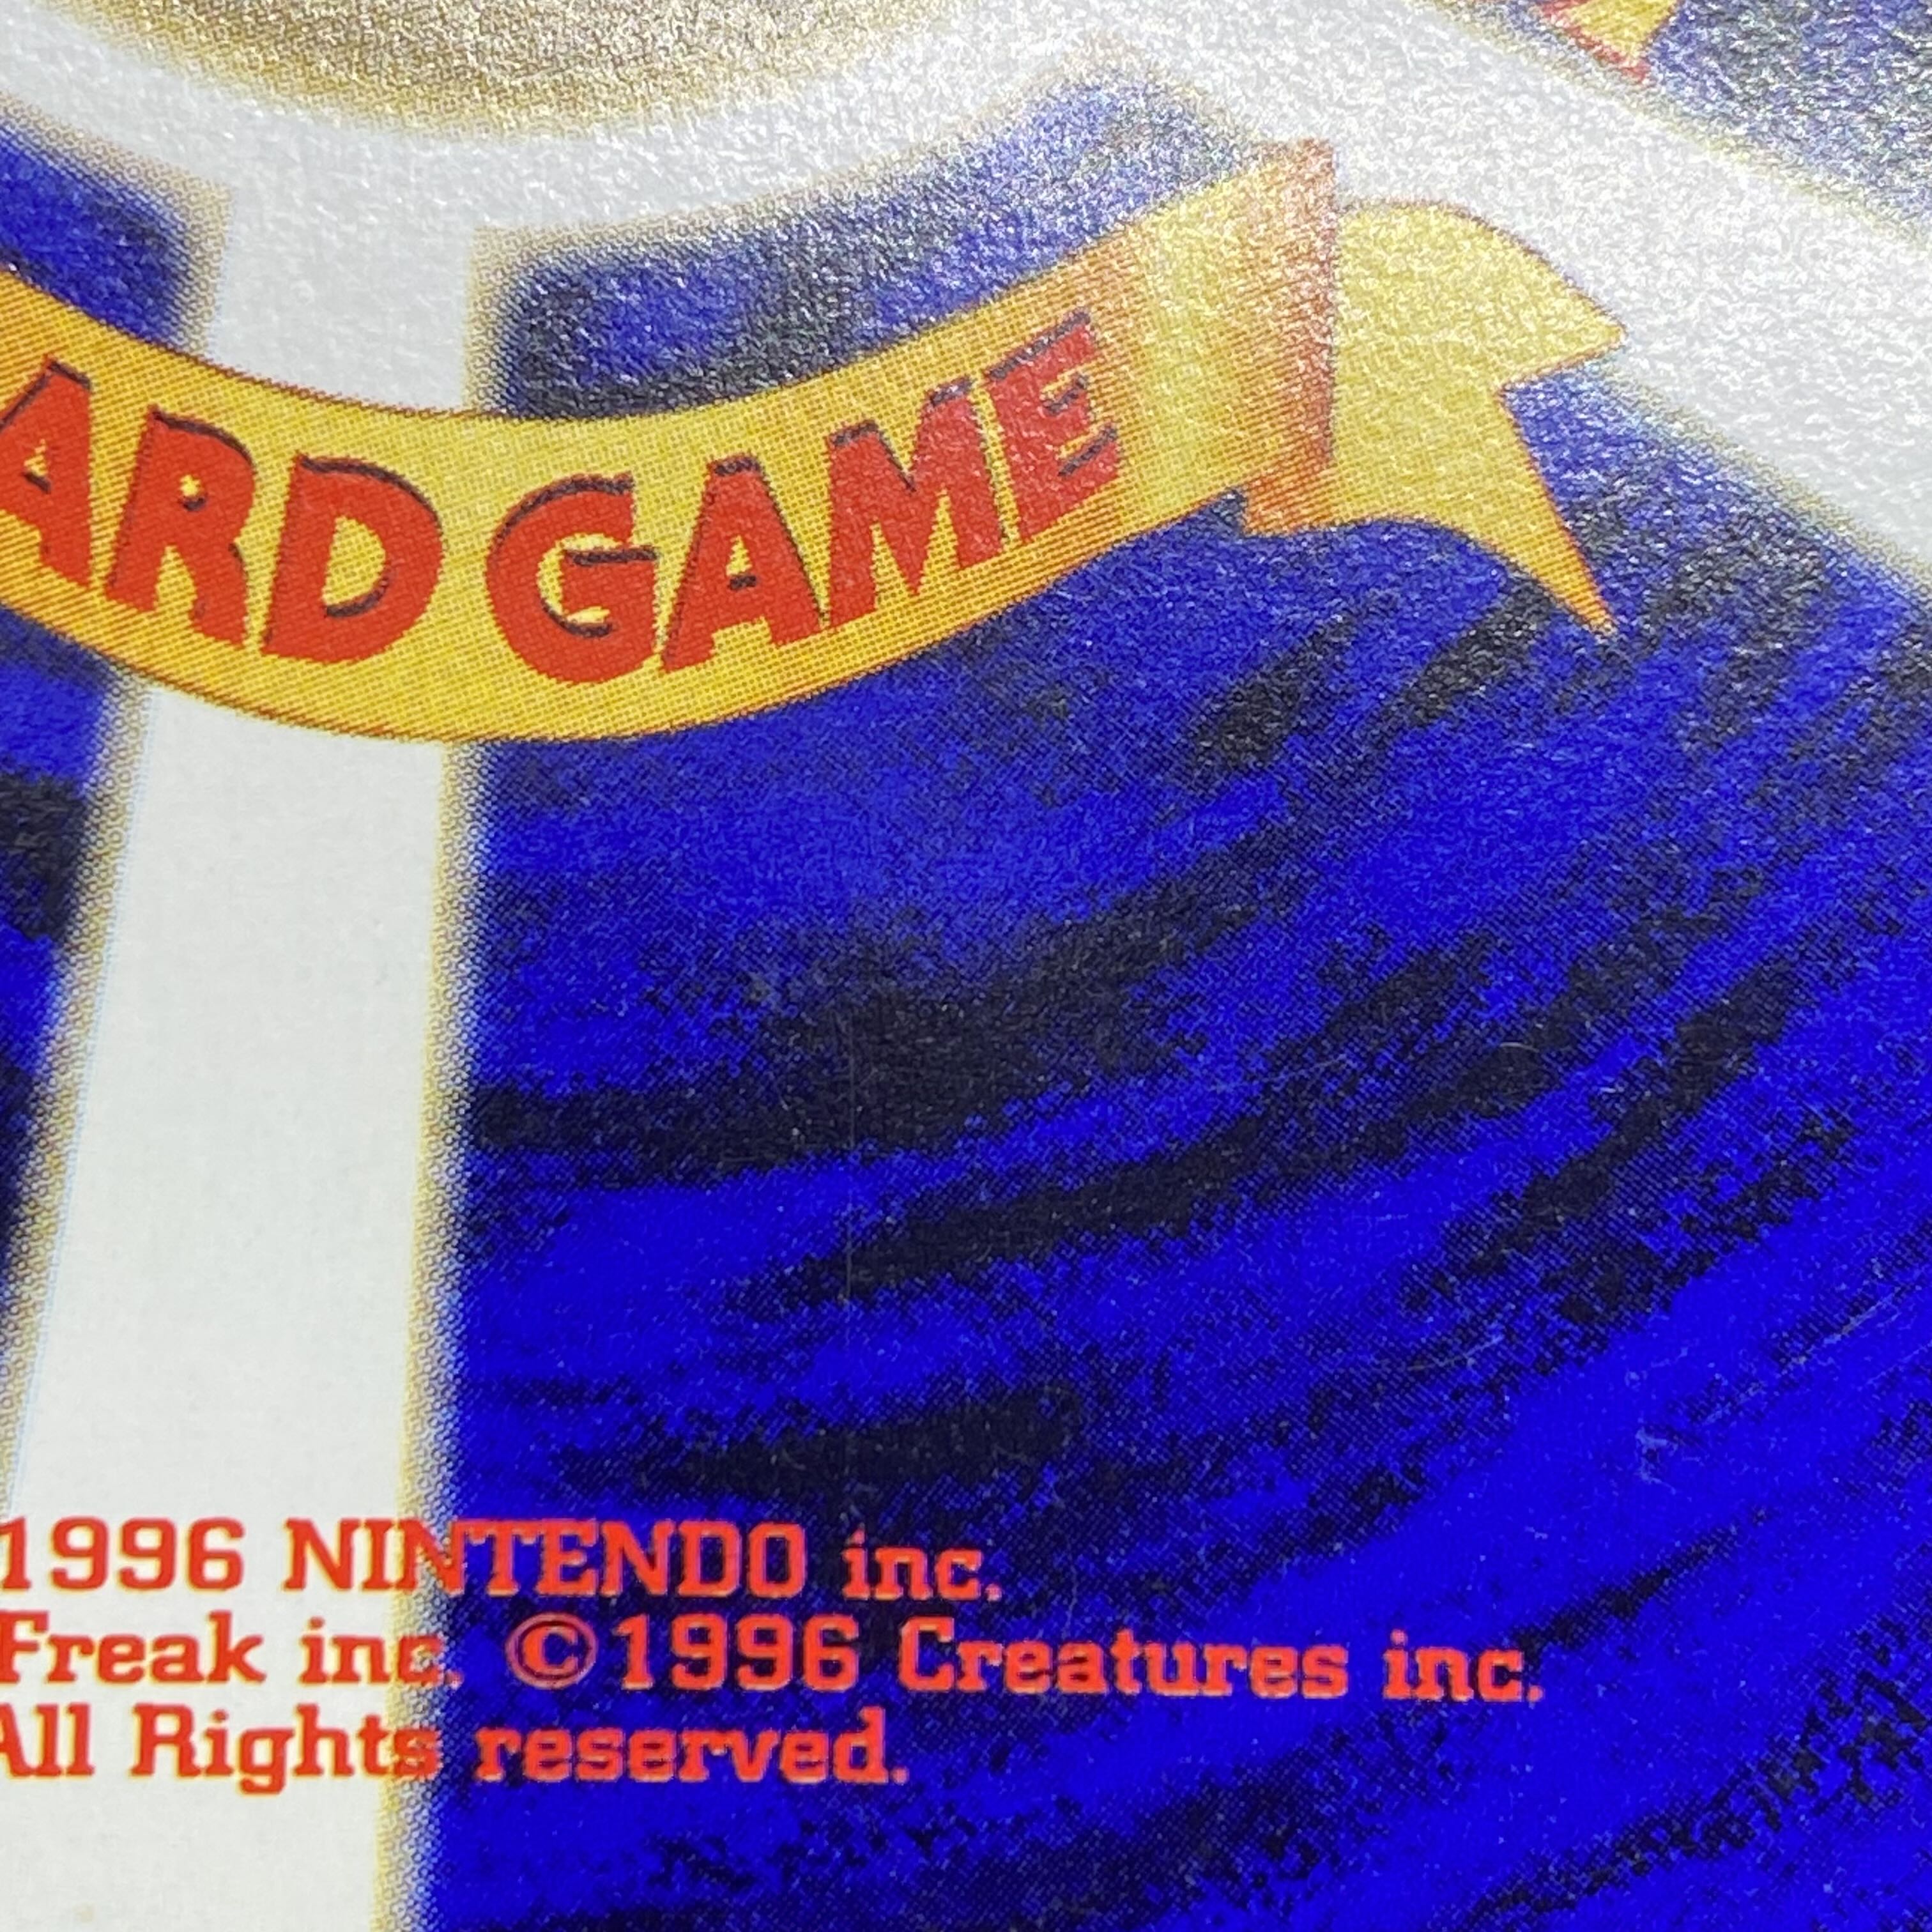 ARD GAME
1996 NINTENDO inc.
Freak inc. ©1996 Creatures inc.
All Rights reserved.